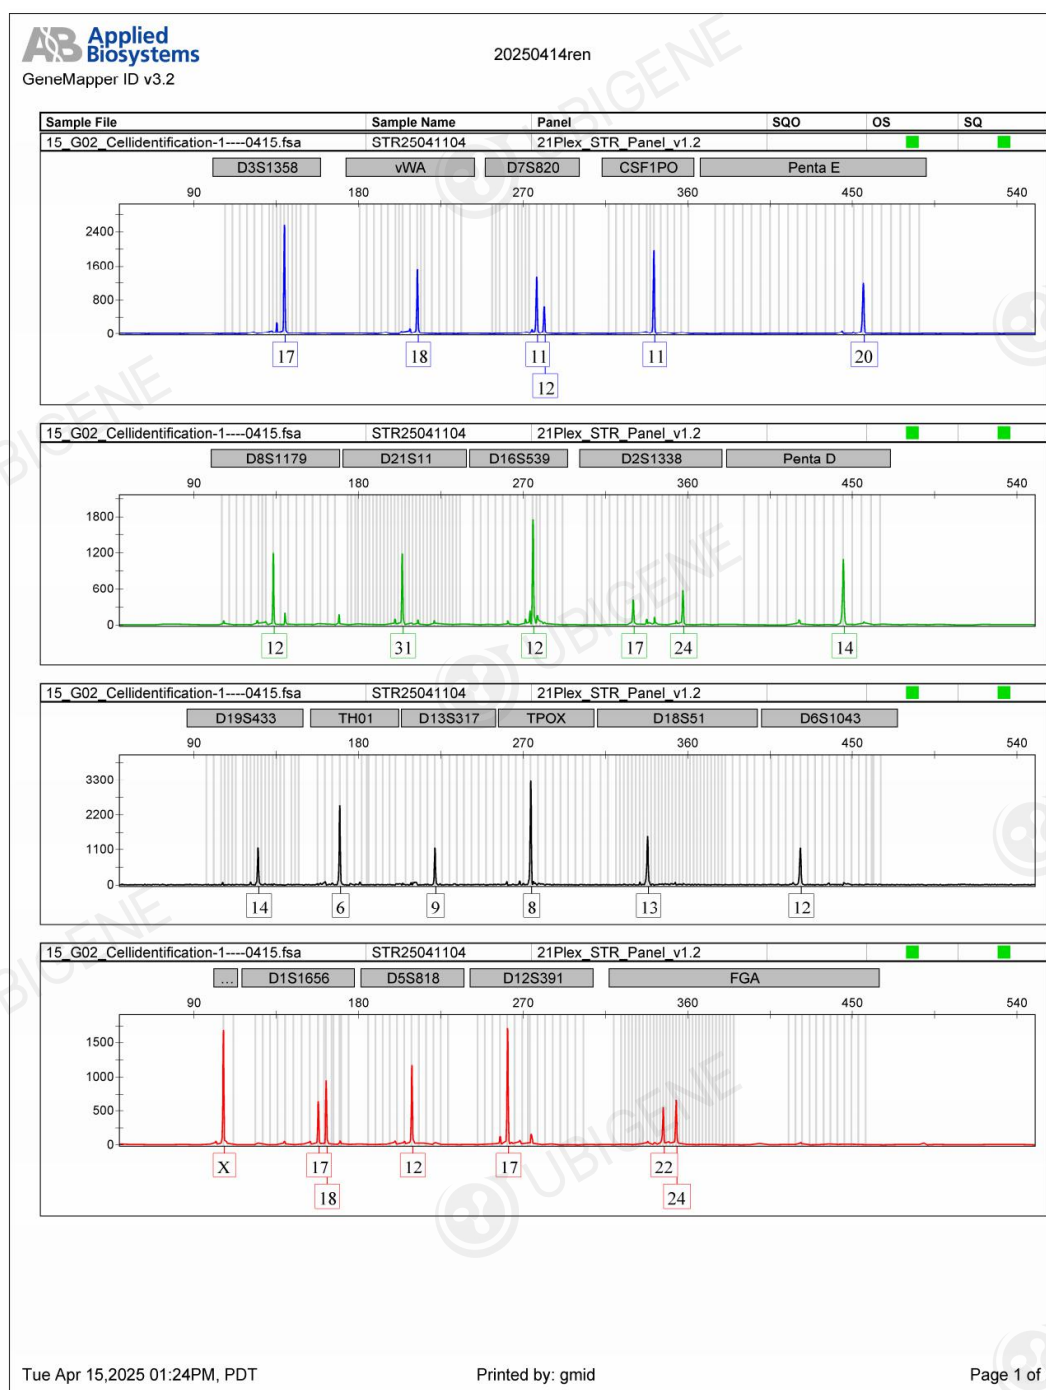 AB Applied
Biosystems
20250414ren
GeneMapper ID v3.2
Sample File Sample Name Panel SQO OS SQ
15_G02_Cellidentification-1----0415.fsa STR25041104 21Plex_STR_Panel_v1.2
D3S1358 vWA D7S820 CSF1PO Penta E
90 180 270 360 450 540
2400
1600
800
0
17 18 11 11 20
12
15_G02_Cellidentification-1----0415.fsa STR25041104 21Plex_STR_Panel_v1.2
D8S1179 D21S11 D16S539 D2S1338 Penta D
90 180 270 360 450 540
1800
1200
600
0
12 31 12 17 24 14
15_G02_Cellidentification-1----0415.fsa STR25041104 21Plex_STR_Panel_v1.2
D19S433 TH01 D13S317 TPOX D18S51 D6S1043
90 180 270 360 450 540
3300
2200
1100
0
14 6 9 8 13 12
15_G02_Cellidentification-1----0415.fsa STR25041104 21Plex_STR_Panel_v1.2
... D1S1656 D5S818 D12S391 FGA
90 180 270 360 450 540
1500
1000
500
0
X 17 12 17 22
18 24
Tue Apr 15,2025 01:24PM, PDT Printed by: gmid Page 1 of
UBIGENE
UBIGENE
UBIGENE
UBIGENE